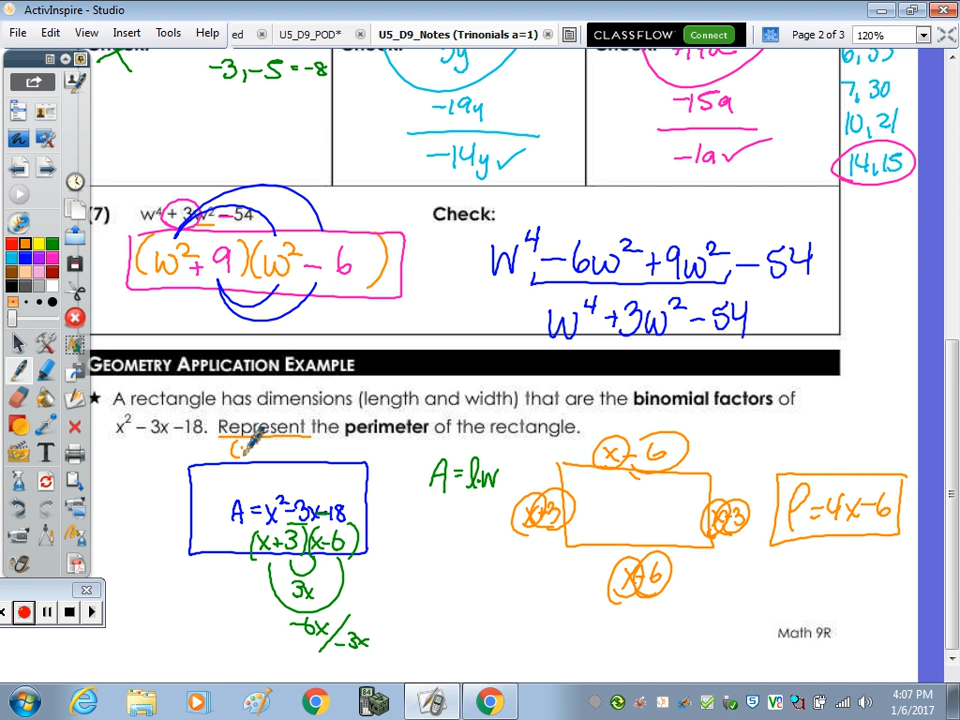 ActivInspire - Studio
File Edit View Insert Tools Help
ed U5_D9_POD* U5_D9_Notes (Trinonials a=1) CLASSFLOW Connect Page 2 of 3 120%
-3, -5 = -8
-19y
-14y ✓
-15a
-1a ✓
7, 30
10, 21
14, 15
(7) w⁴ + 3w² – 54
Check:
(w² + 9)(w² - 6)
w⁴ - 6w² + 9w² - 54
w⁴ + 3w² - 54
GEOMETRY APPLICATION EXAMPLE
★ A rectangle has dimensions (length and width) that are the binomial factors of
x² – 3x –18. Represent the perimeter of the rectangle.
A = x² - 3x - 18
(x + 3)(x - 6)
3x
-6x / -3x
A = l·w
x - 6
x+3
x+3
x-6
P = 4x - 6
Math 9R
4:07 PM
1/6/2017